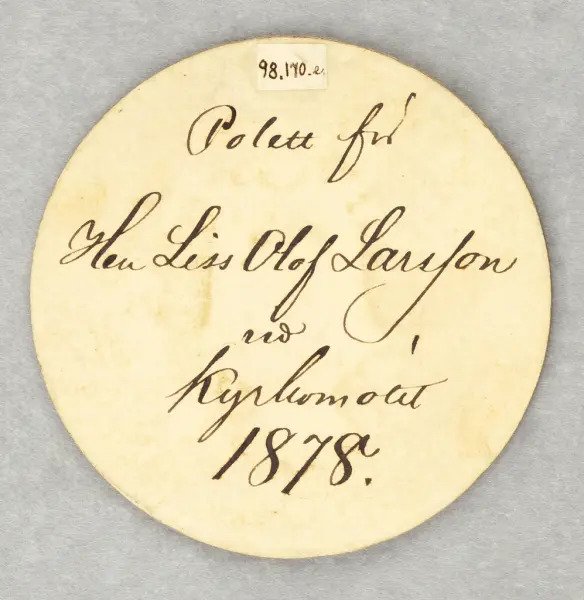 98.170.e.
Polett för
Herr Liss Olof Larsson
vid
Kyrkomötet
1878.